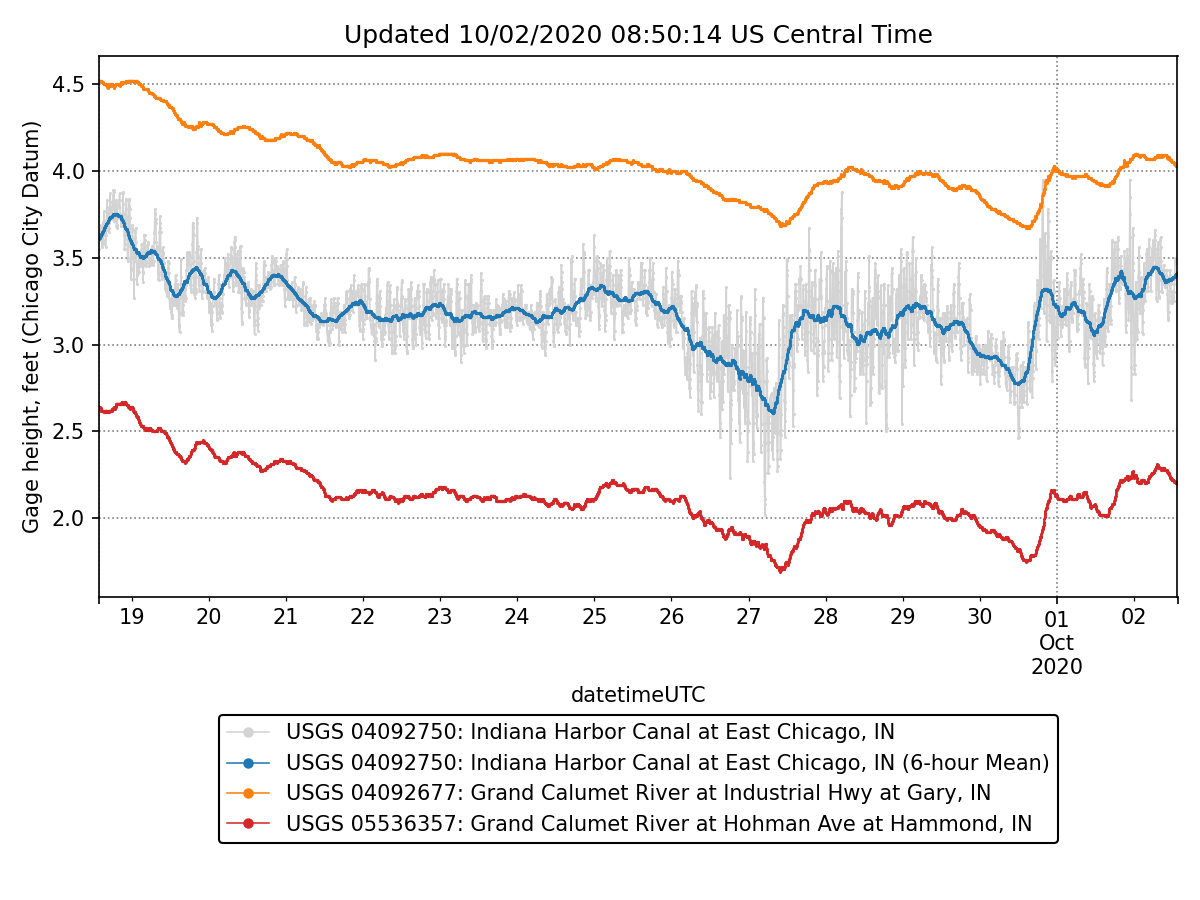 Updated 10/02/2020 08:50:14 US Central Time
Gage height, feet (Chicago City Datum)
4.5
4.0
3.5
3.0
2.5
2.0
19 20 21 22 23 24 25 26 27 28 29 30 01 02
Oct
2020
datetimeUTC
USGS 04092750: Indiana Harbor Canal at East Chicago, IN
USGS 04092750: Indiana Harbor Canal at East Chicago, IN (6-hour Mean)
USGS 04092677: Grand Calumet River at Industrial Hwy at Gary, IN
USGS 05536357: Grand Calumet River at Hohman Ave at Hammond, IN